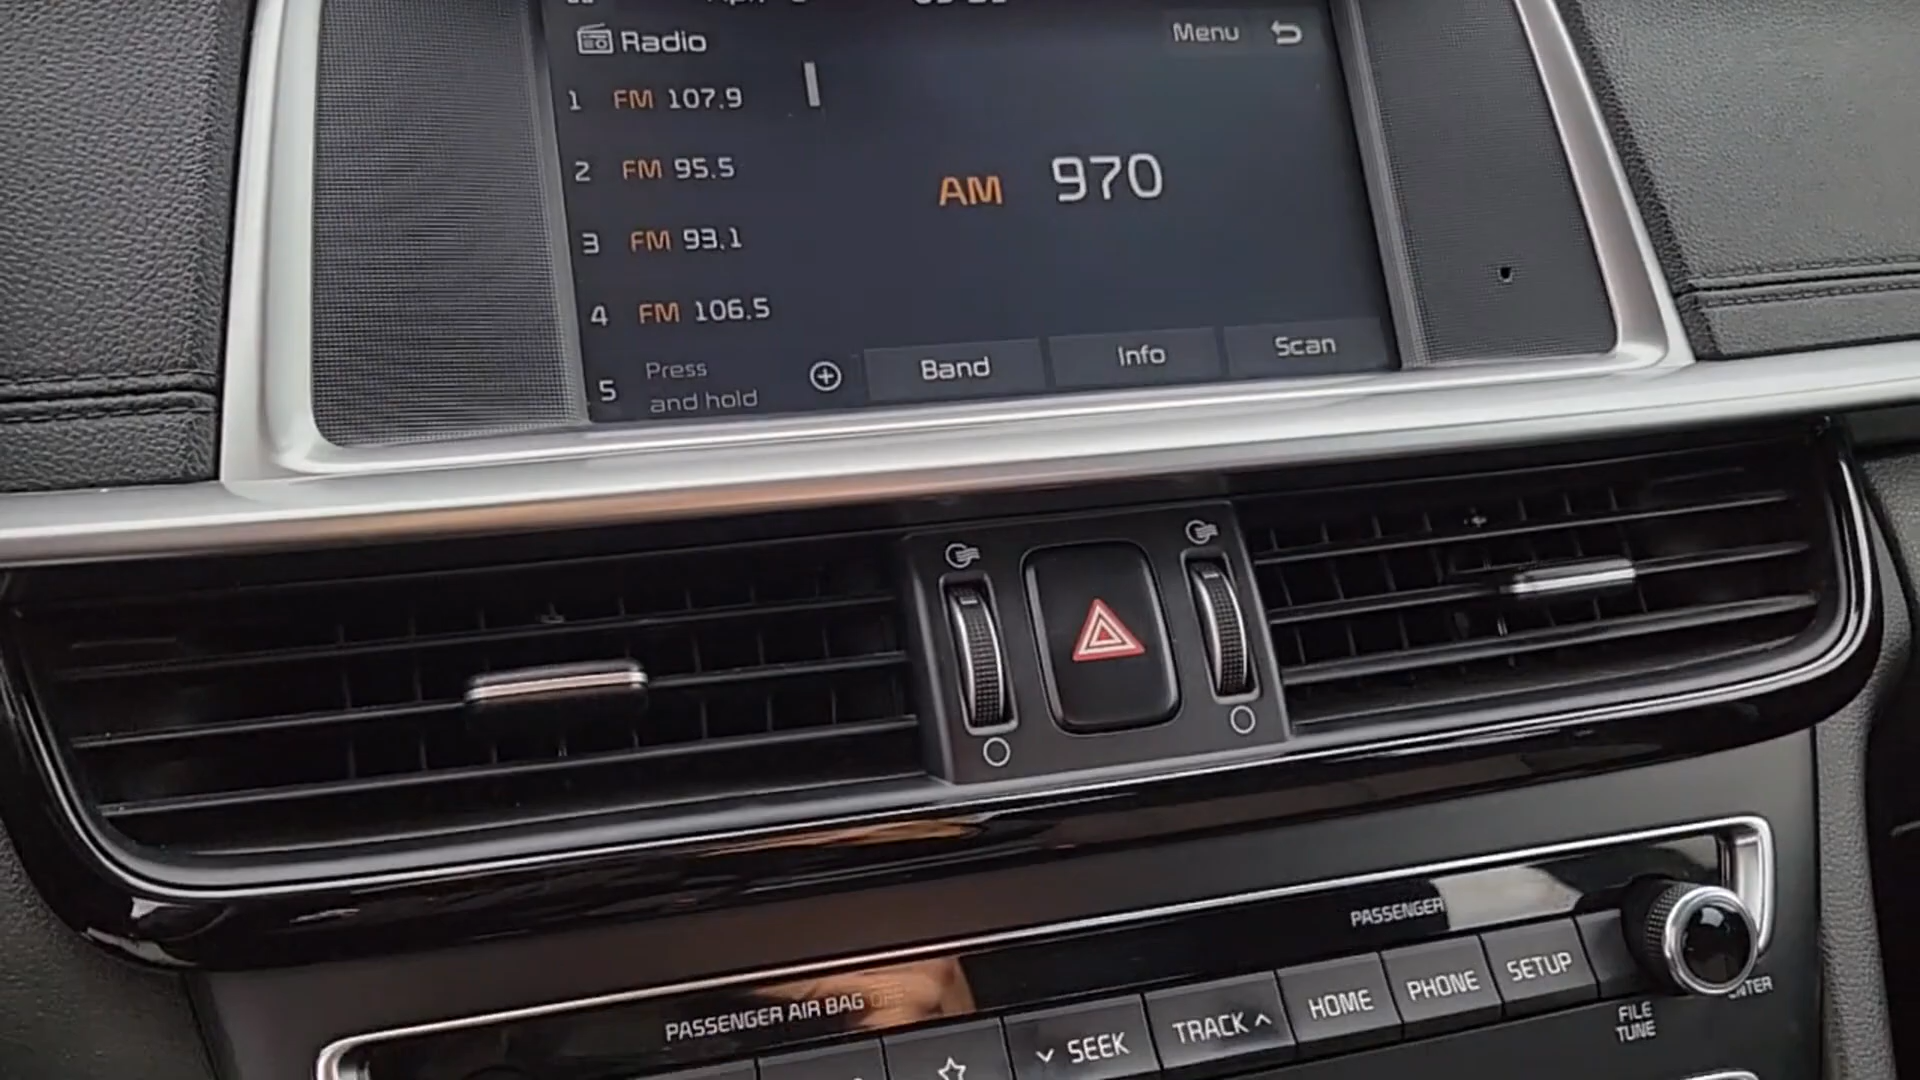 Radio
Menu
1 FM 107.9
2 FM 95.5
AM 970
3 FM 93.1
4 FM 106.5
5 Press and hold
Band
Info
Scan
PASSENGER
PASSENGER AIR BAG OFF
SEEK
TRACK
HOME
PHONE
SETUP
FILE
TUNE
ENTER